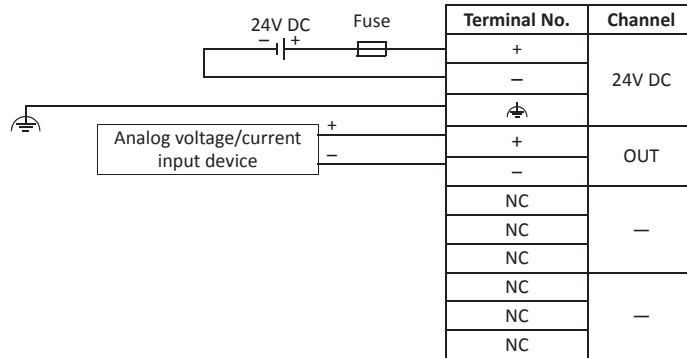 24V DC
Fuse
− +
Analog voltage/current
input device
+
−
Terminal No. Channel
+
− 24V DC
+
− OUT
NC
NC —
NC
NC
NC —
NC